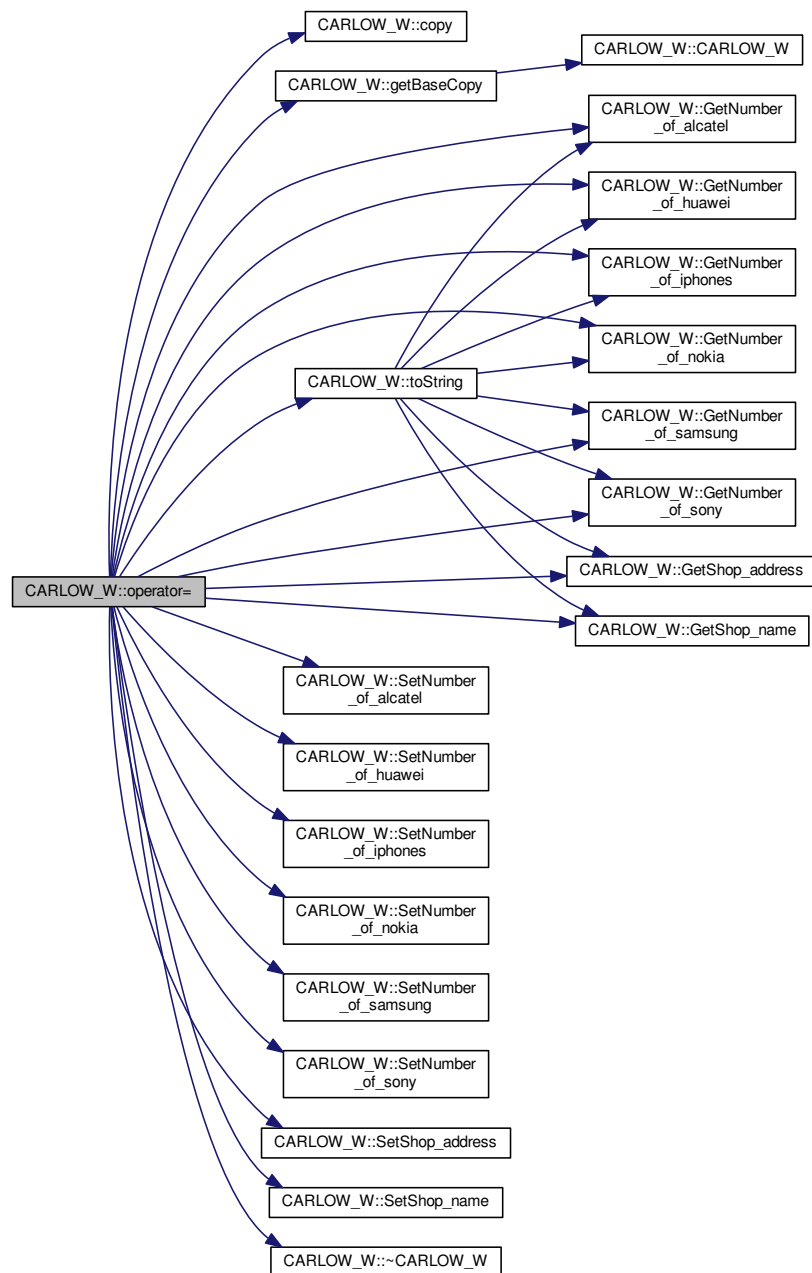 CARLOW_W::copy
CARLOW_W::CARLOW_W
CARLOW_W::getBaseCopy
CARLOW_W::GetNumber
_of_alcatel
CARLOW_W::GetNumber
_of_huawei
CARLOW_W::GetNumber
_of_iphones
CARLOW_W::GetNumber
_of_nokia
CARLOW_W::toString
CARLOW_W::GetNumber
_of_samsung
CARLOW_W::GetNumber
_of_sony
CARLOW_W::GetShop_address
CARLOW_W::operator=
CARLOW_W::GetShop_name
CARLOW_W::SetNumber
_of_alcatel
CARLOW_W::SetNumber
_of_huawei
CARLOW_W::SetNumber
_of_iphones
CARLOW_W::SetNumber
_of_nokia
CARLOW_W::SetNumber
_of_samsung
CARLOW_W::SetNumber
_of_sony
CARLOW_W::SetShop_address
CARLOW_W::SetShop_name
CARLOW_W::~CARLOW_W